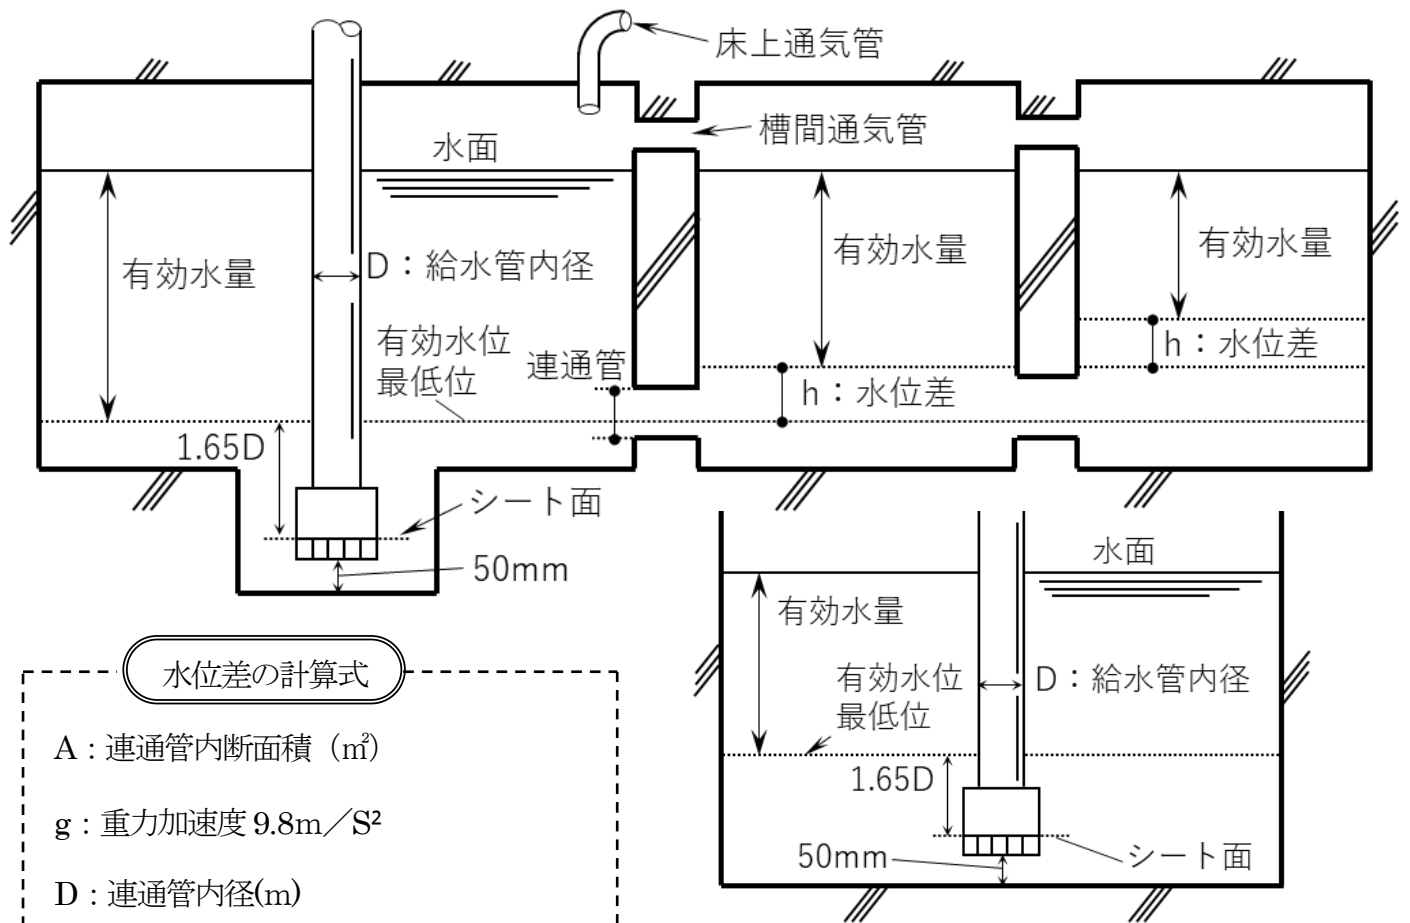 床上通気管
槽間通気管
水面
有効水量
D：給水管内径
有効水量
有効水量
有効水位
最低位
連通管
h：水位差
h：水位差
1.65D
シート面
50mm
水面
有効水量
有効水位
最低位
D：給水管内径
1.65D
50mm
シート面
水位差の計算式
A：連通管内断面積（㎡）
g：重力加速度 9.8m／S²
D：連通管内径(m)